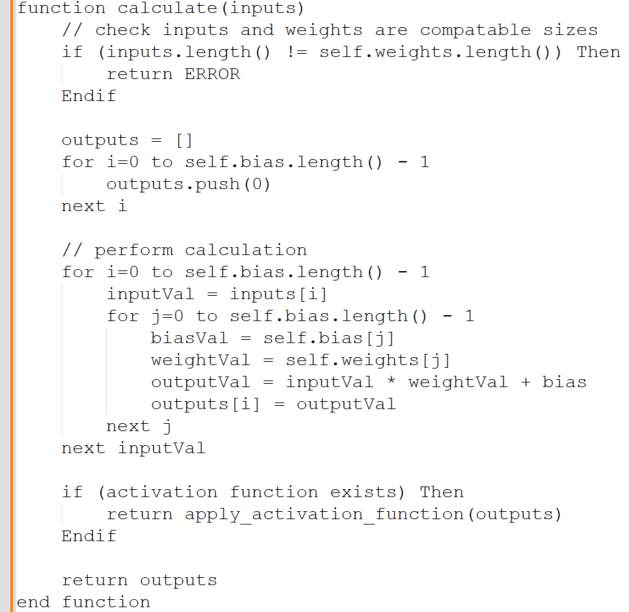 function calculate(inputs)
    // check inputs and weights are compatable sizes
    if (inputs.length() != self.weights.length()) Then
        return ERROR
    Endif

    outputs = []
    for i=0 to self.bias.length() - 1
        outputs.push(0)
    next i

    // perform calculation
    for i=0 to self.bias.length() - 1
        inputVal = inputs[i]
        for j=0 to self.bias.length() - 1
            biasVal = self.bias[j]
            weightVal = self.weights[j]
            outputVal = inputVal * weightVal + bias
            outputs[i] = outputVal
        next j
    next inputVal

    if (activation function exists) Then
        return apply_activation_function(outputs)
    Endif

    return outputs
end function